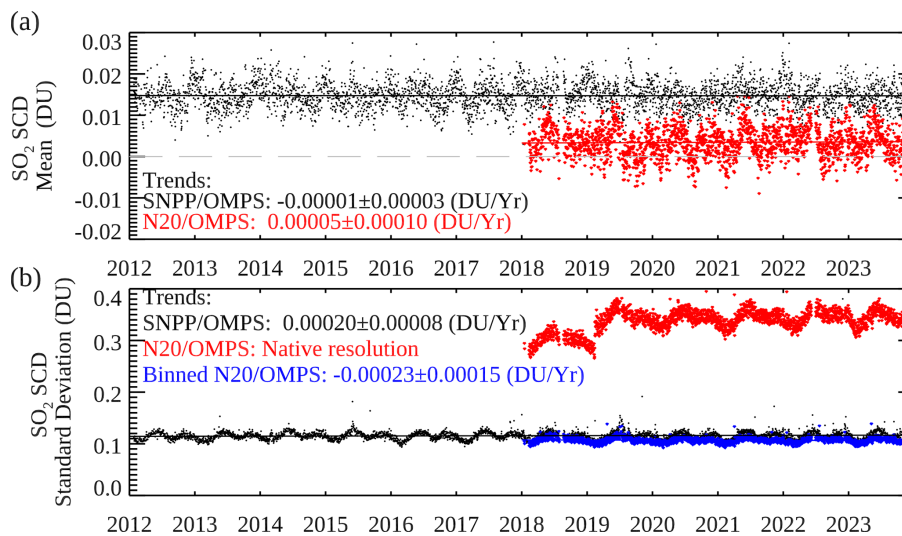 (a)
0.03
0.02
0.01
0.00
-0.01
-0.02
SO2 SCD
Mean (DU)
Trends:
SNPP/OMPS: -0.00001±0.00003 (DU/Yr)
N20/OMPS: 0.00005±0.00010 (DU/Yr)
2012 2013 2014 2015 2016 2017 2018 2019 2020 2021 2022 2023
(b)
0.4
0.3
0.2
0.1
0.0
SO2 SCD
Standard Deviation (DU)
Trends:
SNPP/OMPS: 0.00020±0.00008 (DU/Yr)
N20/OMPS: Native resolution
Binned N20/OMPS: -0.00023±0.00015 (DU/Yr)
2012 2013 2014 2015 2016 2017 2018 2019 2020 2021 2022 2023